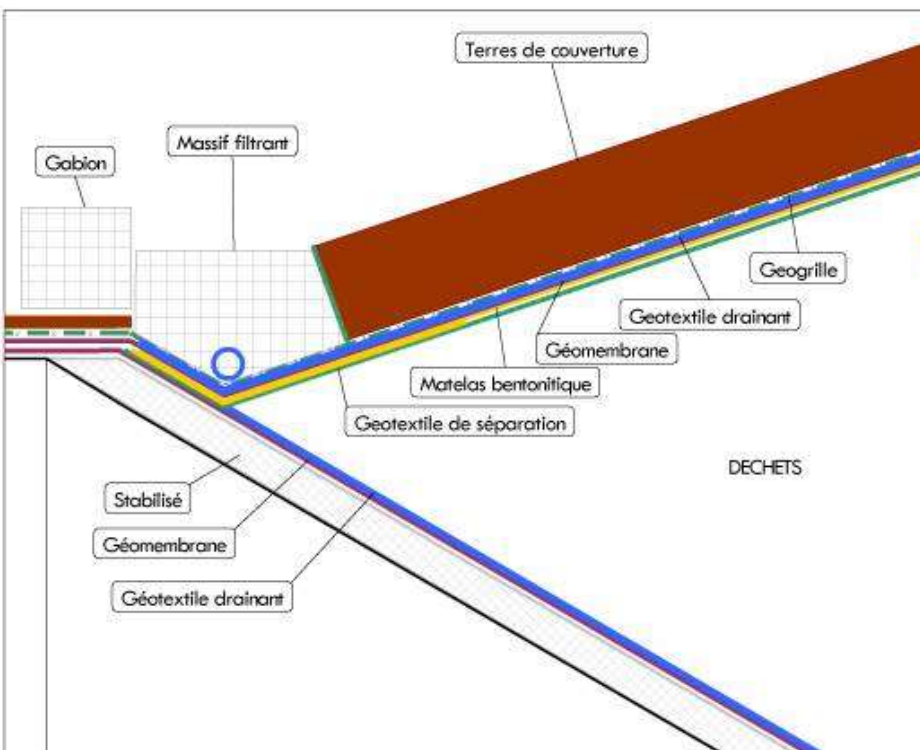 Terres de couverture
Massif filtrant
Gabion
Geogrille
Geotextile drainant
Géomembrane
Matelas bentonitique
Geotextile de séparation
DECHETS
Stabilisé
Géomembrane
Géotextile drainant